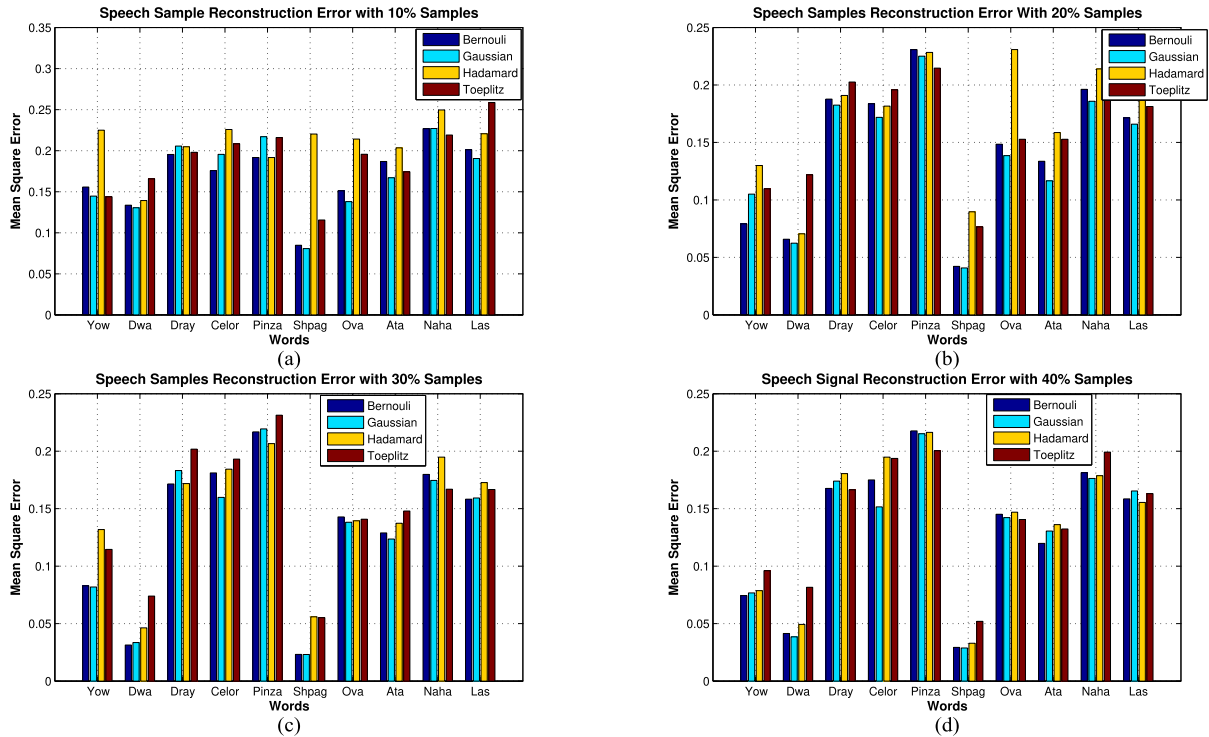 Speech Sample Reconstruction Error with 10% Samples
0.35
0.3
0.25
0.2
0.15
0.1
0.05
0
Mean Square Error
Bernouli
Gaussian
Hadamard
Toeplitz
Yow Dwa Dray Celor Pinza Shpag Ova Ata Naha Las
Words
(a)
Speech Samples Reconstruction Error With 20% Samples
0.25
0.2
0.15
0.1
0.05
0
Mean Square Error
Bernouli
Gaussian
Hadamard
Toeplitz
Yow Dwa Dray Celor Pinza Shpag Ova Ata Naha Las
Words
(b)
Speech Samples Reconstruction Error with 30% Samples
0.25
0.2
0.15
0.1
0.05
0
Mean Square Error
Bernouli
Gaussian
Hadamard
Toeplitz
Yow Dwa Dray Celor Pinza Shpag Ova Ata Naha Las
Words
(c)
Speech Signal Reconstruction Error with 40% Samples
0.25
0.2
0.15
0.1
0.05
0
Mean Square Error
Bernouli
Gaussian
Hadamard
Toeplitz
Yow Dwa Dray Celor Pinza Shpag Ova Ata Naha Las
Words
(d)